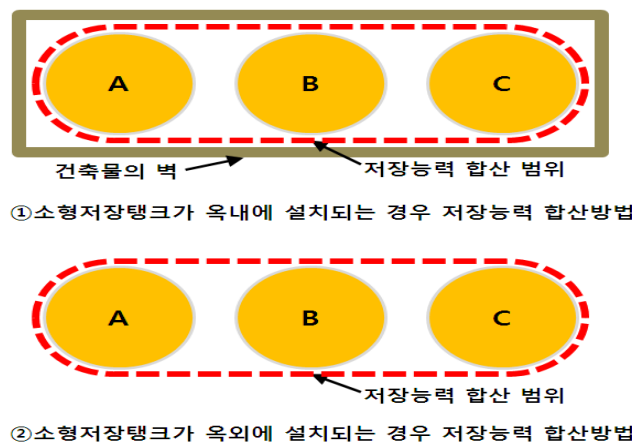 A B C
건축물의 벽 저장능력 합산 범위
①소형저장탱크가 옥내에 설치되는 경우 저장능력 합산방법
A B C
저장능력 합산 범위
②소형저장탱크가 옥외에 설치되는 경우 저장능력 합산방법